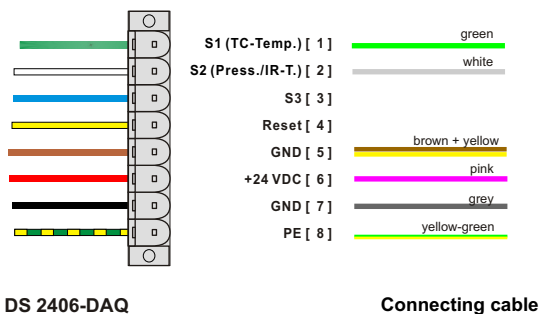 S1 (TC-Temp.) [ 1 ] green
S2 (Press./IR-T.) [ 2 ] white
S3 [ 3 ]
Reset [ 4 ]
GND [ 5 ] brown + yellow
+24 VDC [ 6 ] pink
GND [ 7 ] grey
PE [ 8 ] yellow-green
DS 2406-DAQ Connecting cable